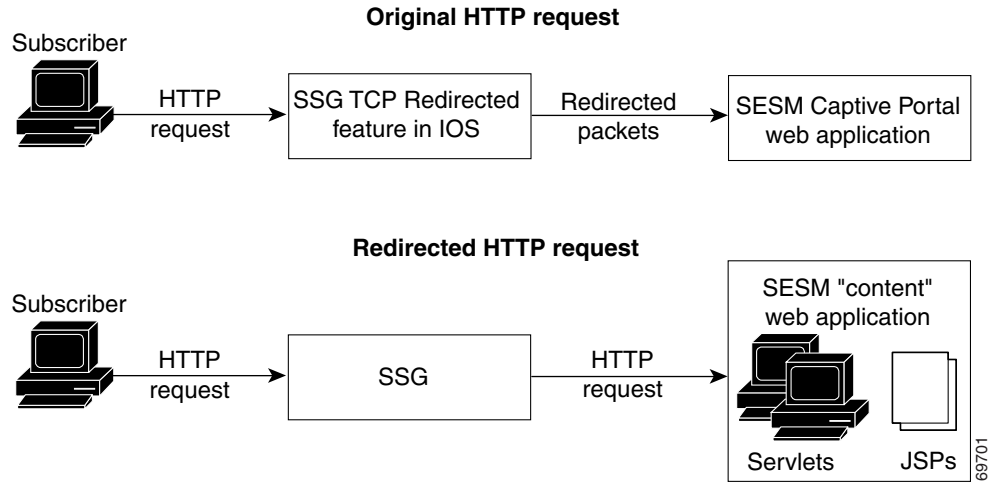 Original HTTP request
Subscriber
HTTP
request
SSG TCP Redirected
feature in IOS
Redirected
packets
SESM Captive Portal
web application
Redirected HTTP request
Subscriber
HTTP
request
SSG
HTTP
request
SESM "content"
web application
Servlets
JSPs
69701